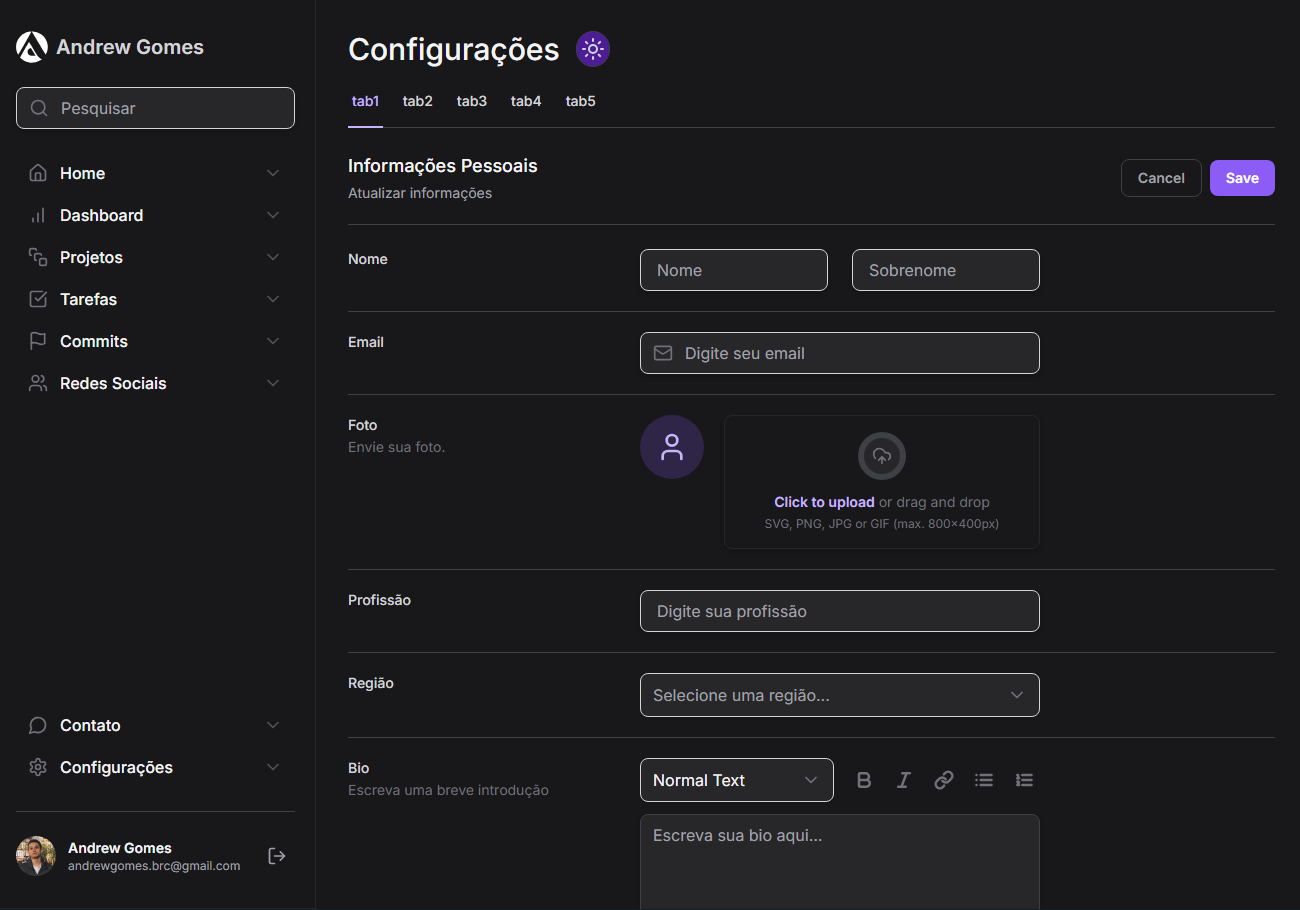 Andrew Gomes
Pesquisar
Home
Dashboard
Projetos
Tarefas
Commits
Redes Sociais
Contato
Configurações
Andrew Gomes
andrewgomes.brc@gmail.com
Configurações
tab1 tab2 tab3 tab4 tab5
Informações Pessoais
Atualizar informações
Cancel Save
Nome
Nome Sobrenome
Email
Digite seu email
Foto
Envie sua foto.
Click to upload or drag and drop
SVG, PNG, JPG or GIF (max. 800×400px)
Profissão
Digite sua profissão
Região
Selecione uma região...
Bio
Escreva uma breve introdução
Normal Text
Escreva sua bio aqui...